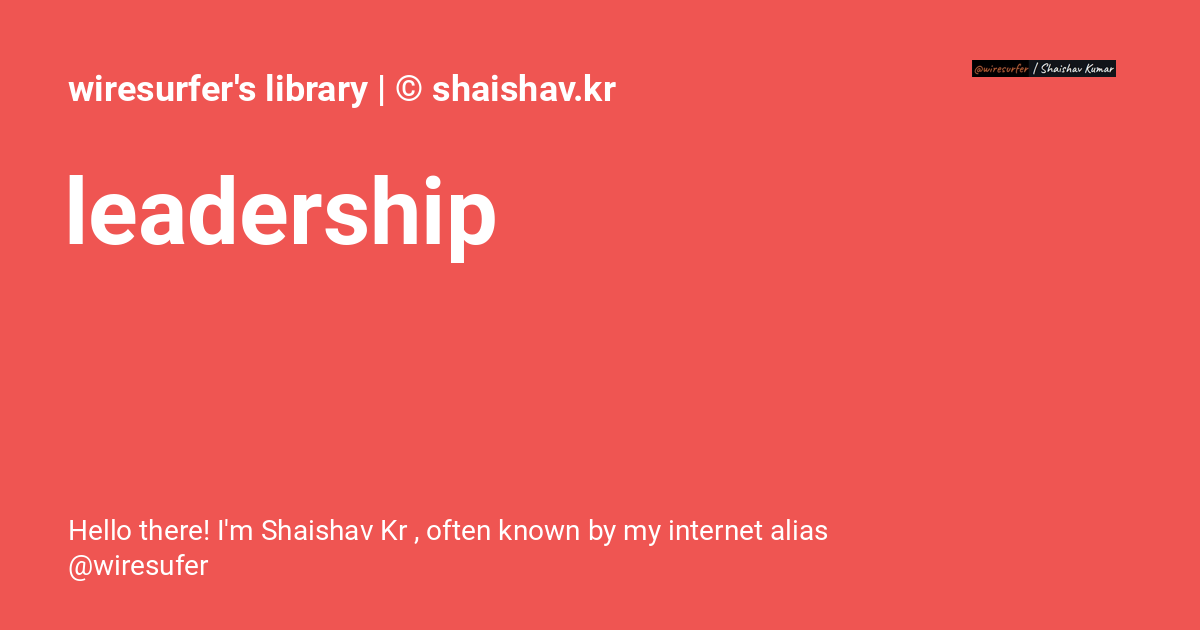 wiresurfer's library | © shaishav.kr
@wiresurfer | Shaishav Kumar
leadership
Hello there! I'm Shaishav Kr , often known by my internet alias
@wiresufer